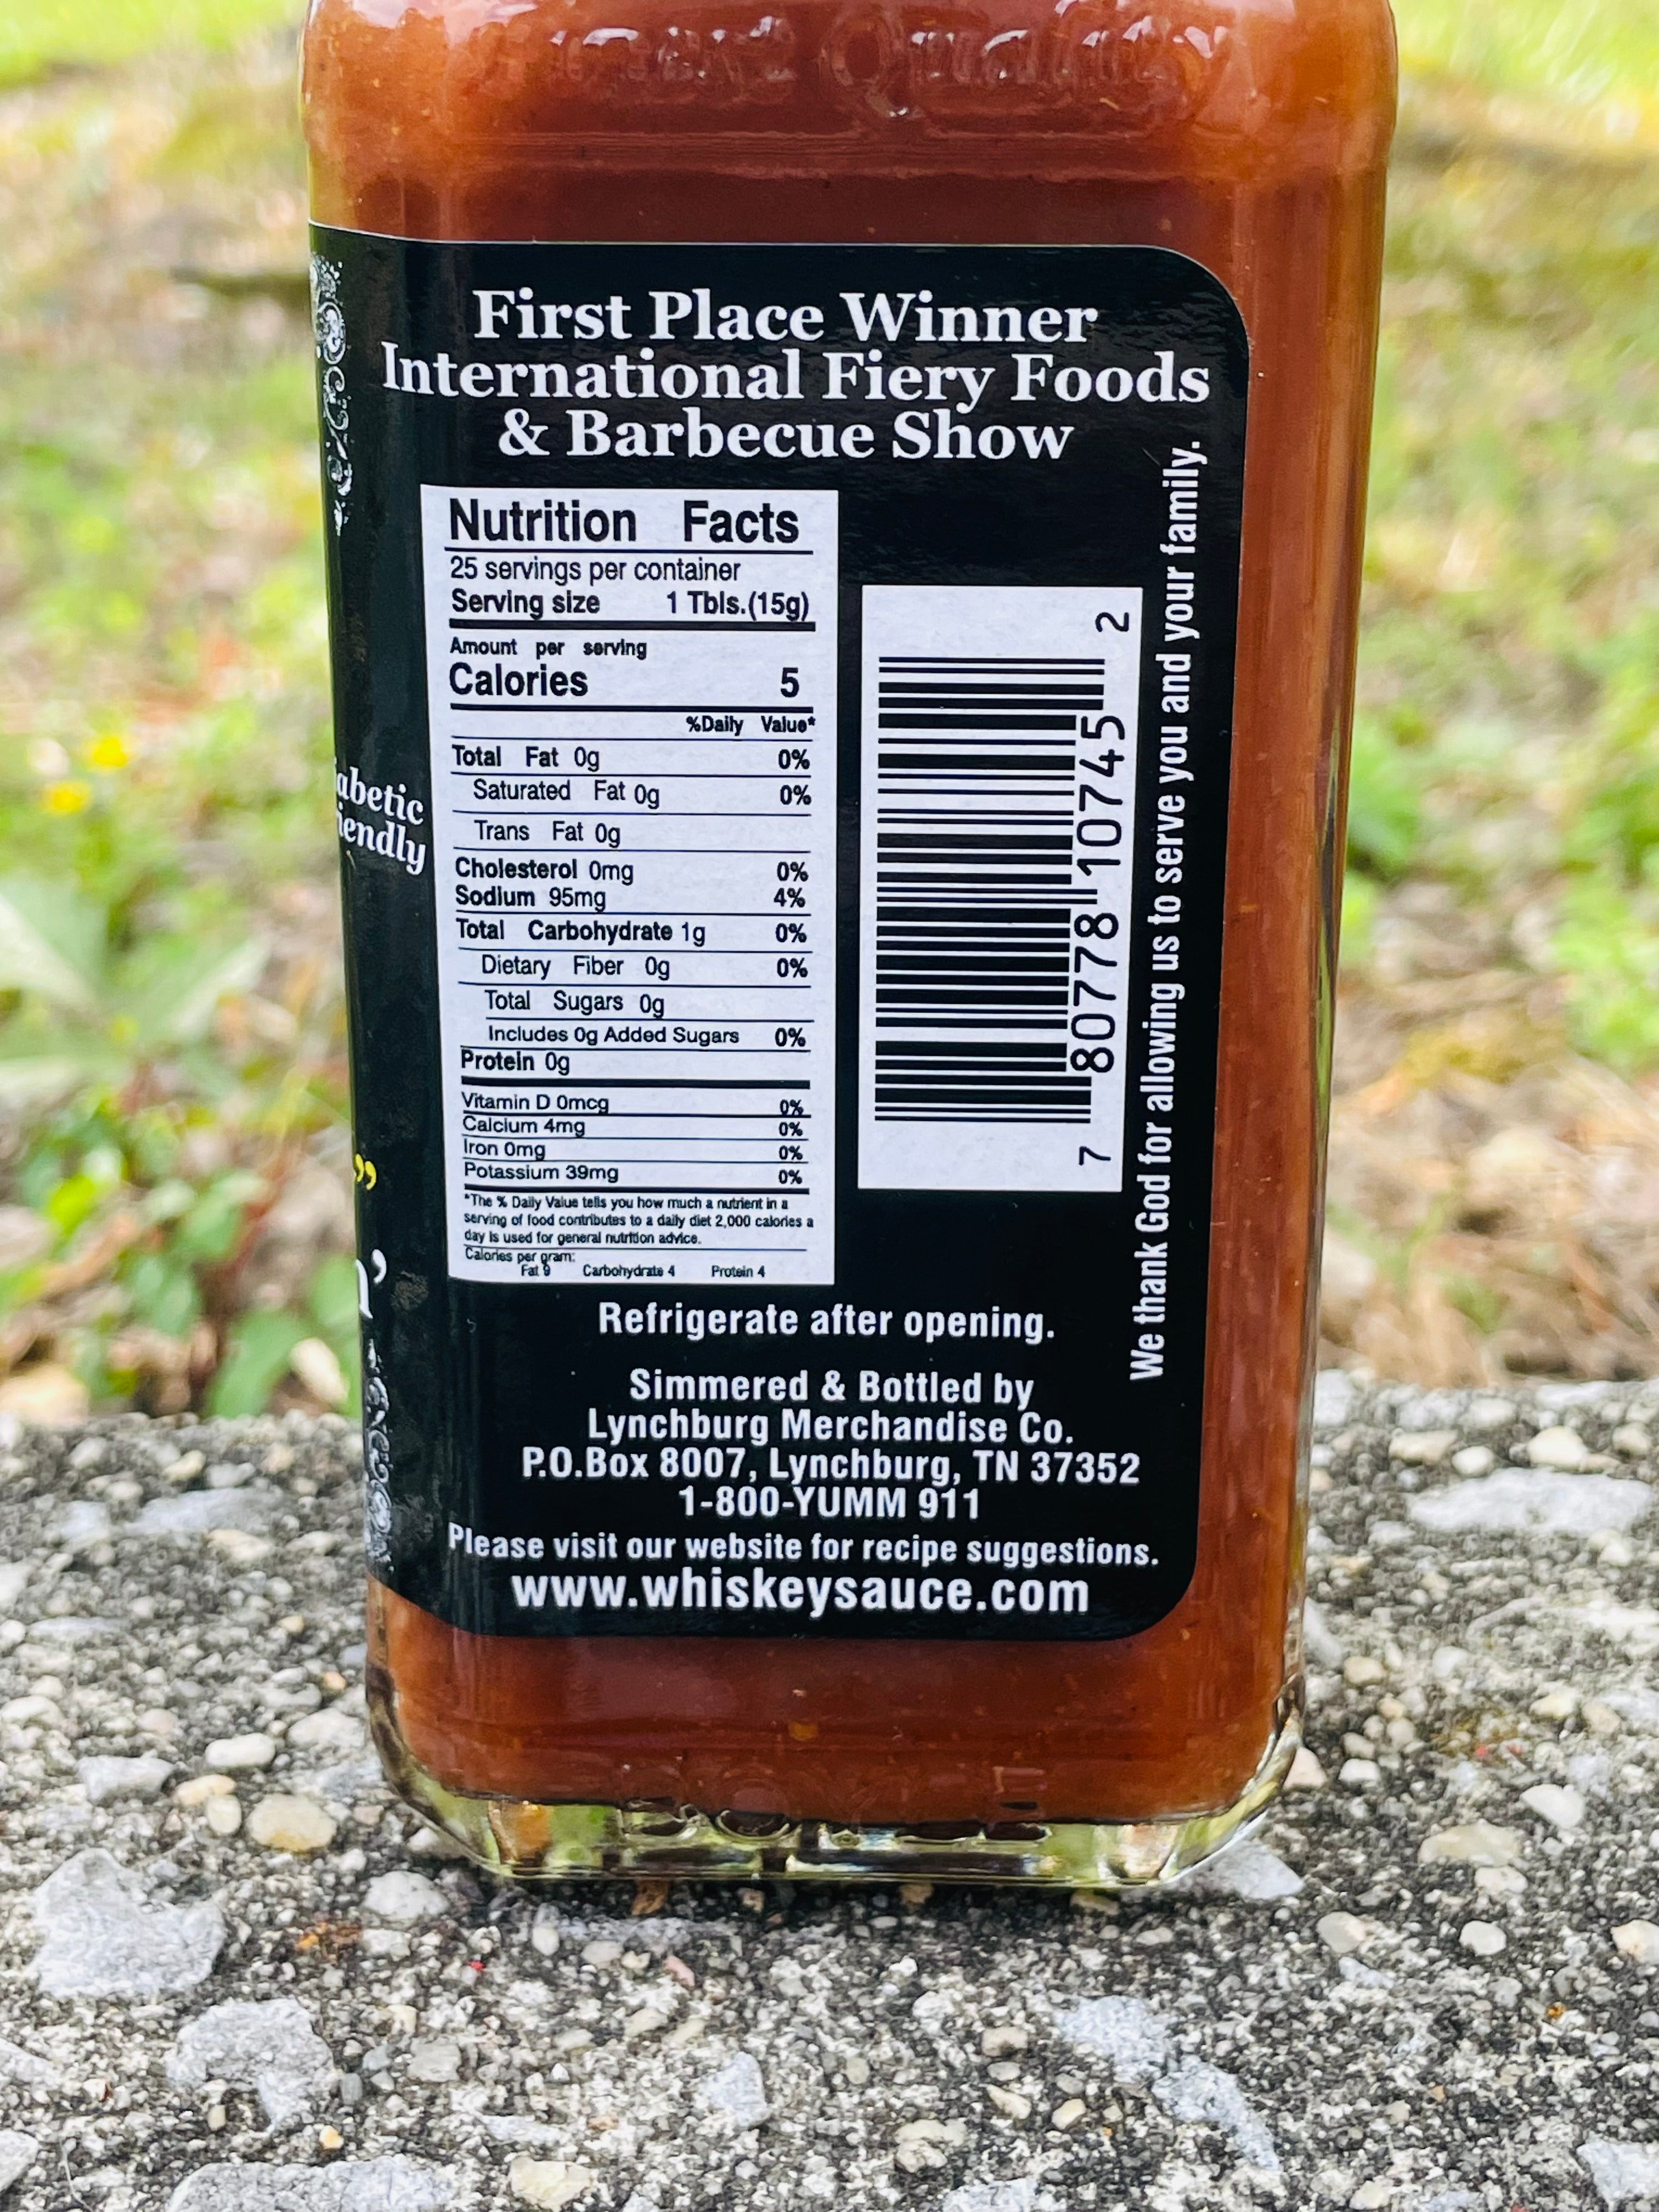 First Place Winner
International Fiery Foods
& Barbecue Show
Nutrition Facts
25 servings per container
Serving size 1 Tbls.(15g)
Amount per serving
Calories 5
%Daily Value*
Total Fat 0g 0%
Saturated Fat 0g 0%
Trans Fat 0g
Cholesterol 0mg 0%
Sodium 95mg 4%
Total Carbohydrate 1g 0%
Dietary Fiber 0g 0%
Total Sugars 0g
Includes 0g Added Sugars 0%
Protein 0g
Vitamin D 0mcg 0%
Calcium 4mg 0%
Iron 0mg 0%
Potassium 39mg 0%
*The % Daily Value tells you how much a nutrient in a
serving of food contributes to a daily diet 2,000 calories a
day is used for general nutrition advice.
Calories per gram:
Fat 9 Carbohydrate 4 Protein 4
7 80778 10745 2
We thank God for allowing us to serve you and your family.
Refrigerate after opening.
Simmered & Bottled by
Lynchburg Merchandise Co.
P.O.Box 8007, Lynchburg, TN 37352
1-800-YUMM 911
Please visit our website for recipe suggestions.
www.whiskeysauce.com
abetic
iendly